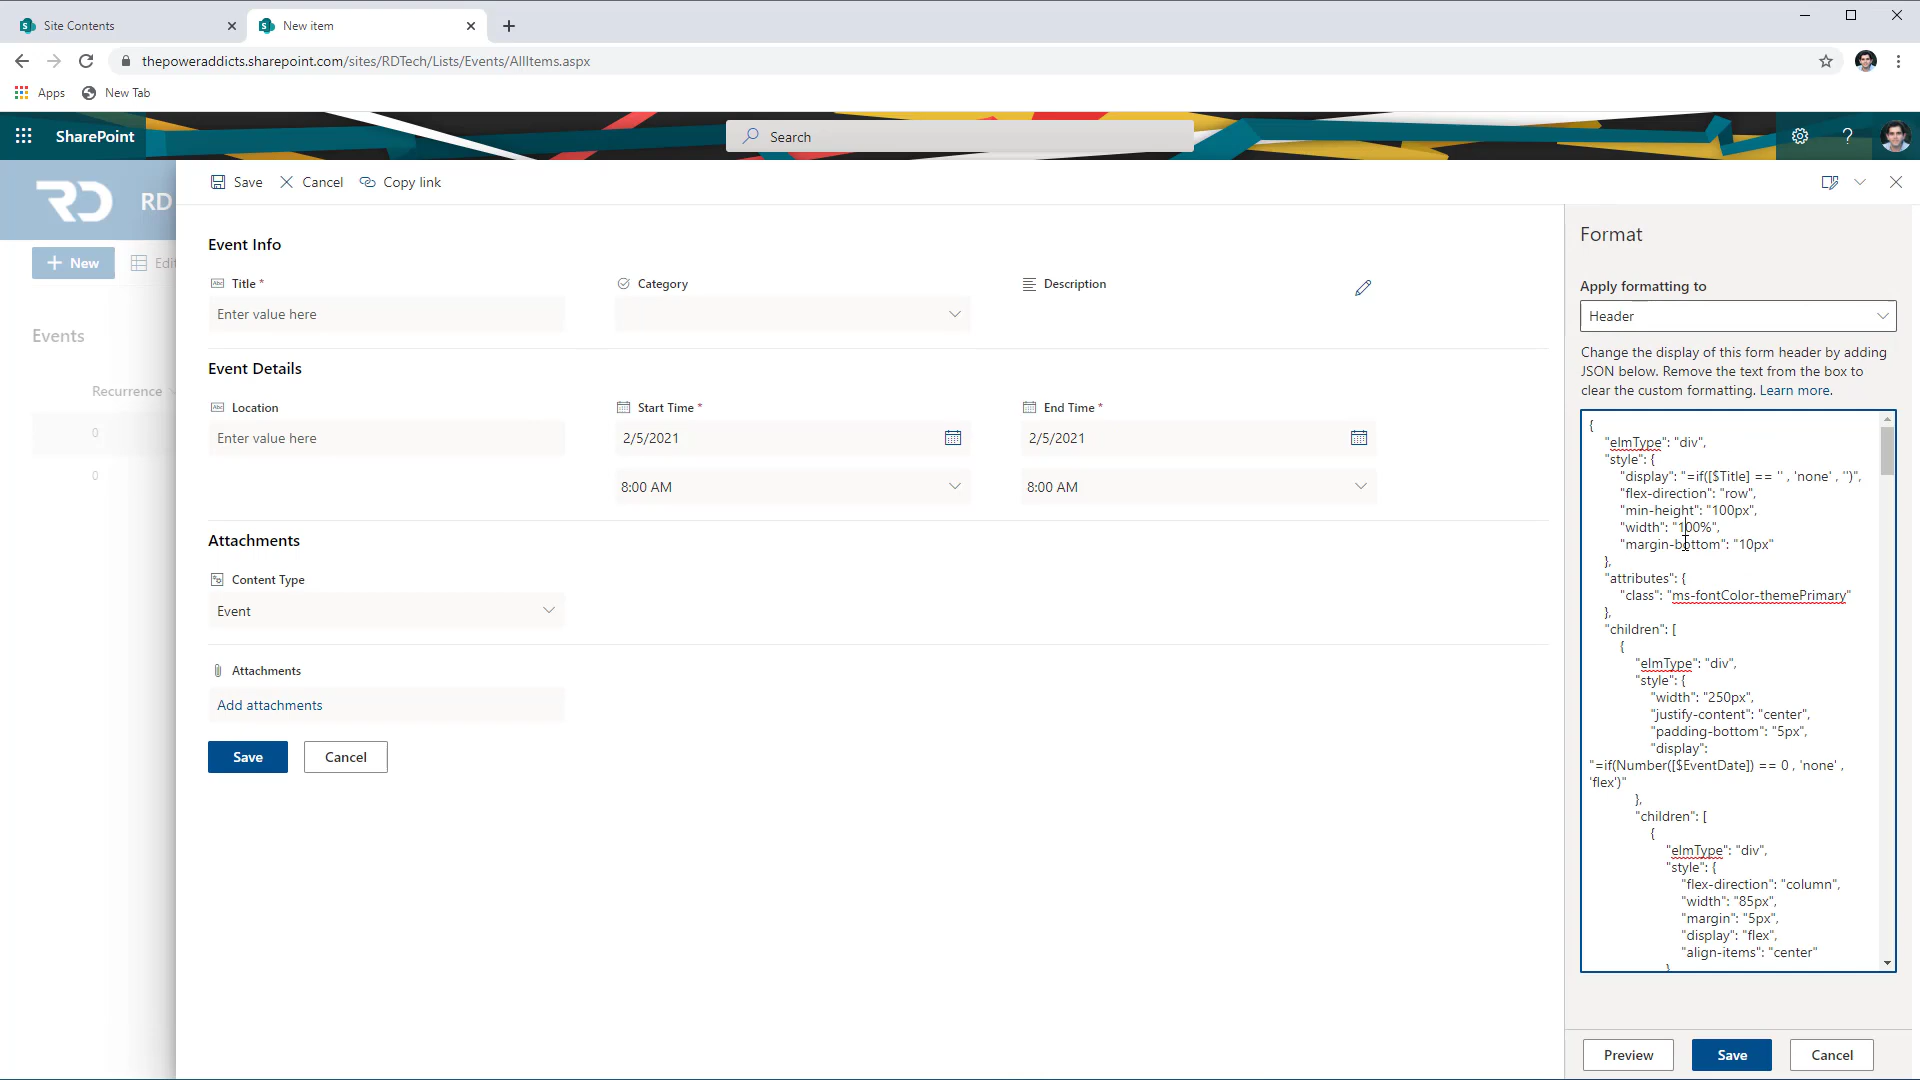 Site Contents
New item
thepoweraddicts.sharepoint.com/sites/RDTech/Lists/Events/AllItems.aspx
Apps
New Tab
SharePoint
Search
?
RD
RD
Save
Cancel
Copy link
New
Edit
Events
Recurrence
0
0
Event Info
Title *
Category
Description
Enter value here
Event Details
Location
Start Time *
End Time *
Enter value here
2/5/2021
2/5/2021
8:00 AM
8:00 AM
Attachments
Content Type
Event
Attachments
Add attachments
Save
Cancel
Format
Apply formatting to
Header
Change the display of this form header by adding
JSON below. Remove the text from the box to
clear the custom formatting. Learn more.
{
"elmType": "div",
"style": {
"display": "=if([$Title] == '' , 'none' , '')",
"flex-direction": "row",
"min-height": "100px",
"width": "100%",
"margin-bottom": "10px"
},
"attributes": {
"class": "ms-fontColor-themePrimary"
},
"children": [
{
"elmType": "div",
"style": {
"width": "250px",
"justify-content": "center",
"padding-bottom": "5px",
"display":
"=if(Number([$EventDate]) == 0 , 'none' ,
'flex')"
},
"children": [
{
"elmType": "div",
"style": {
"flex-direction": "column",
"width": "85px",
"margin": "5px",
"display": "flex",
"align-items": "center"
}
Preview
Save
Cancel